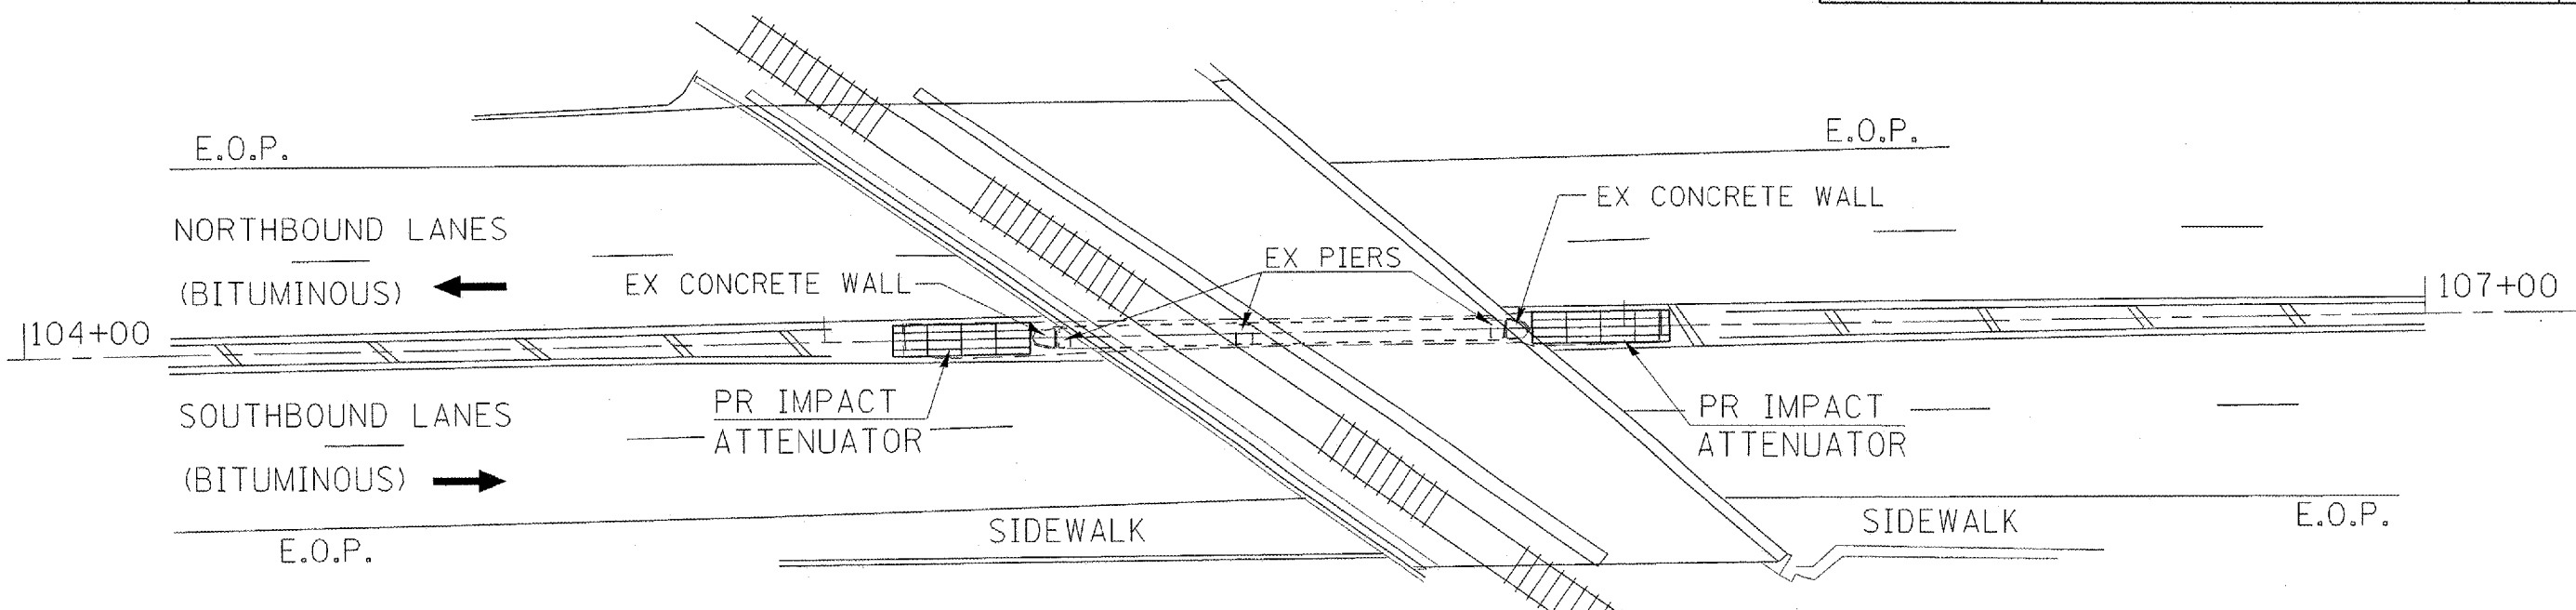 E.O.P.
E.O.P.
NORTHBOUND LANES
(BITUMINOUS)
EX CONCRETE WALL
EX PIERS
EX CONCRETE WALL
104+00
107+00
SOUTHBOUND LANES
(BITUMINOUS)
PR IMPACT
ATTENUATOR
PR IMPACT
ATTENUATOR
SIDEWALK
SIDEWALK
E.O.P.
E.O.P.